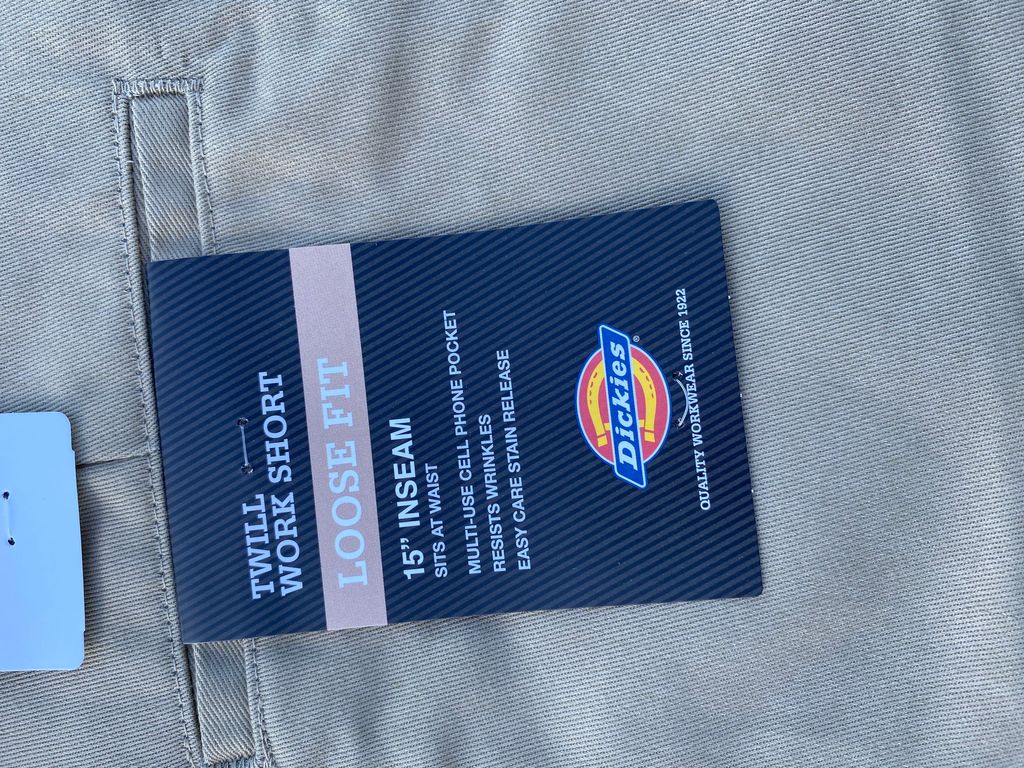 TWILL
WORK SHORT
LOOSE FIT
15” INSEAM
SITS AT WAIST
MULTI-USE CELL PHONE POCKET
RESISTS WRINKLES
EASY CARE STAIN RELEASE
Dickies®
QUALITY WORKWEAR SINCE 1922